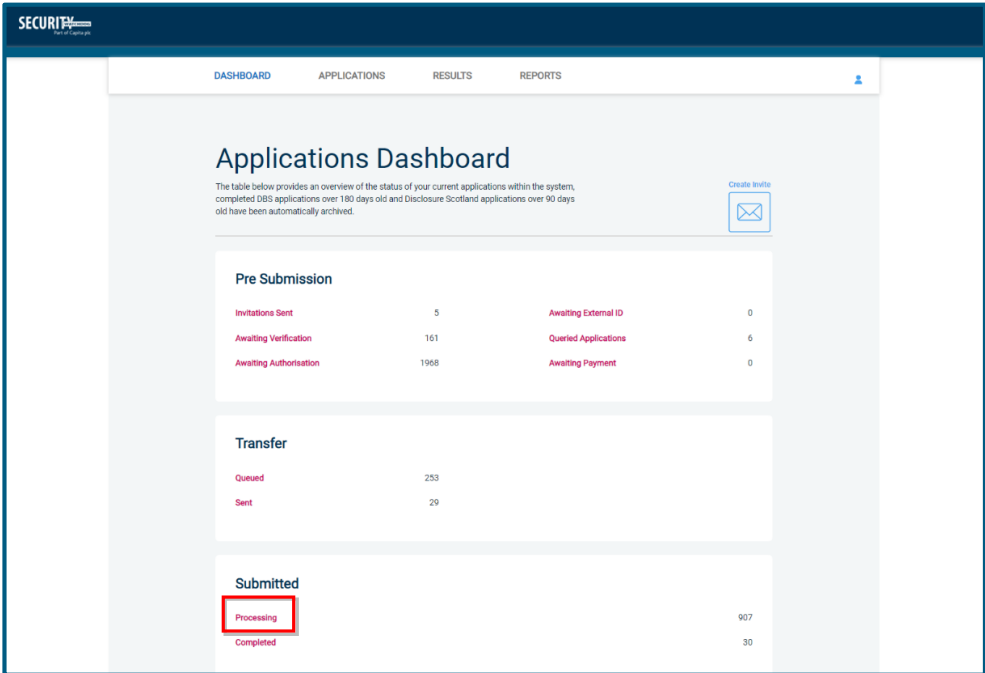 SECURITY
Part of Capita plc
DASHBOARD APPLICATIONS RESULTS REPORTS
Applications Dashboard
The table below provides an overview of the status of your current applications within the system,
completed DBS applications over 180 days old and Disclosure Scotland applications over 90 days
old have been automatically archived.
Create Invite
Pre Submission
Invitations Sent 5 Awaiting External ID 0
Awaiting Verification 161 Queried Applications 6
Awaiting Authorisation 1968 Awaiting Payment 0
Transfer
Queued 253
Sent 29
Submitted
Processing 907
Completed 30